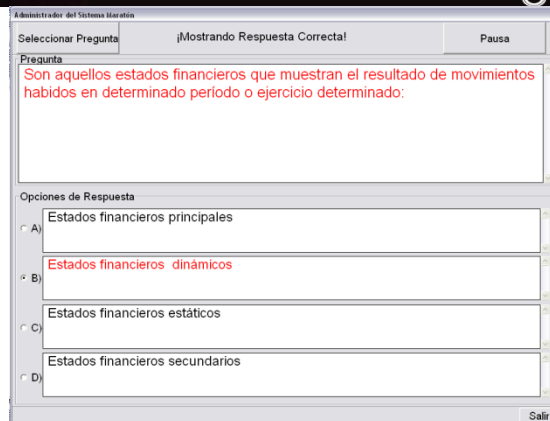 Administrador del Sistema Maratón
Seleccionar Pregunta
¡Mostrando Respuesta Correcta!
Pausa
Pregunta
Son aquellos estados financieros que muestran el resultado de movimientos
habidos en determinado período o ejercicio determinado:
Opciones de Respuesta
A) Estados financieros principales
B) Estados financieros  dinámicos
C) Estados financieros estáticos
D) Estados financieros secundarios
Salir